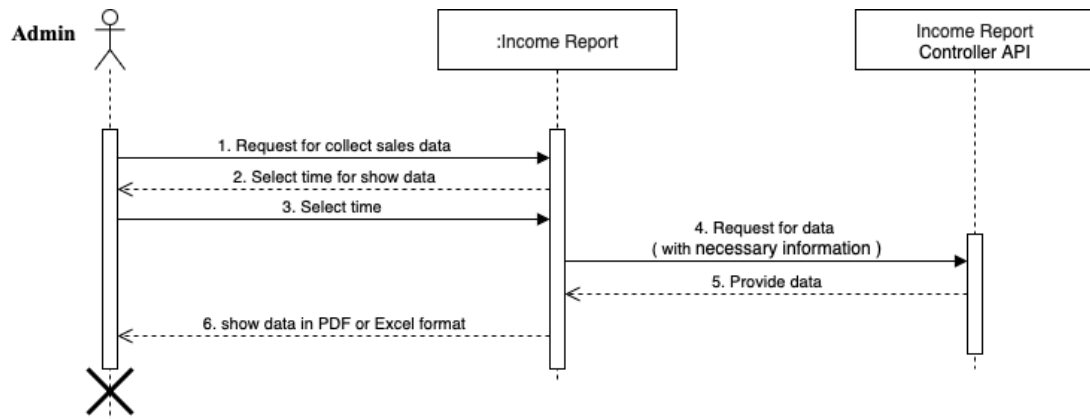 Admin
:Income Report
Income Report
Controller API
1. Request for collect sales data
2. Select time for show data
3. Select time
4. Request for data
( with necessary information )
5. Provide data
6. show data in PDF or Excel format